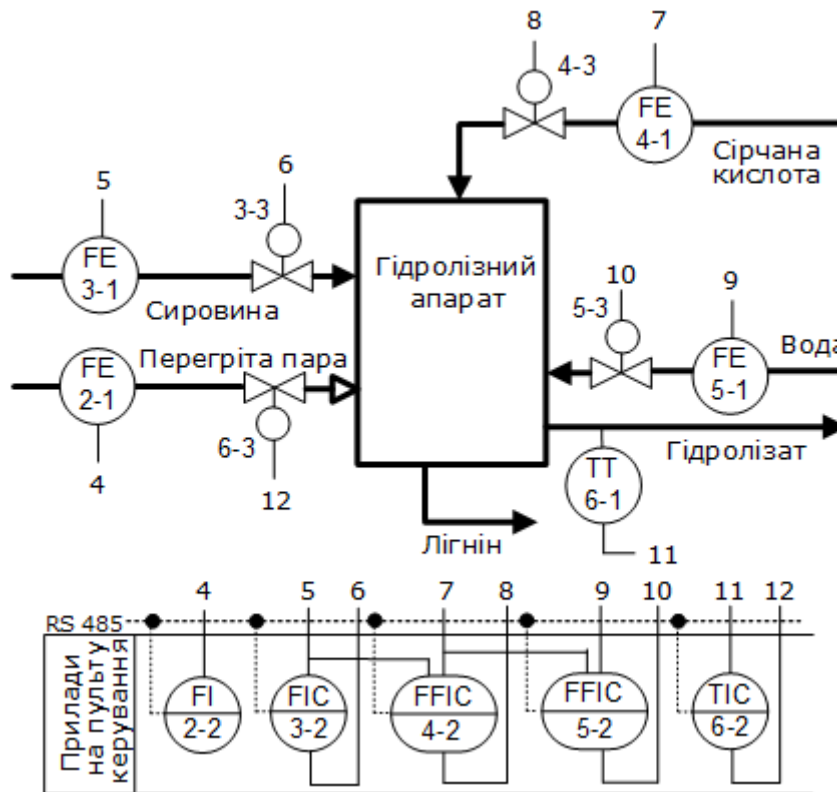 8
7
4-3
FE
4-1
Сірчана
кислота
5
6
3-3
FE
3-1
Сировина
Гідролізний
апарат
10
9
5-3
FE
5-1
Вода
Перегріта пара
FE
2-1
6-3
4
12
Гідролізат
TT
6-1
11
Лігнін
4 5 6 7 8 9 10 11 12
RS 485
Прилади
на пульту
керування
FI
2-2
FIC
3-2
FFIC
4-2
FFIC
5-2
TIC
6-2